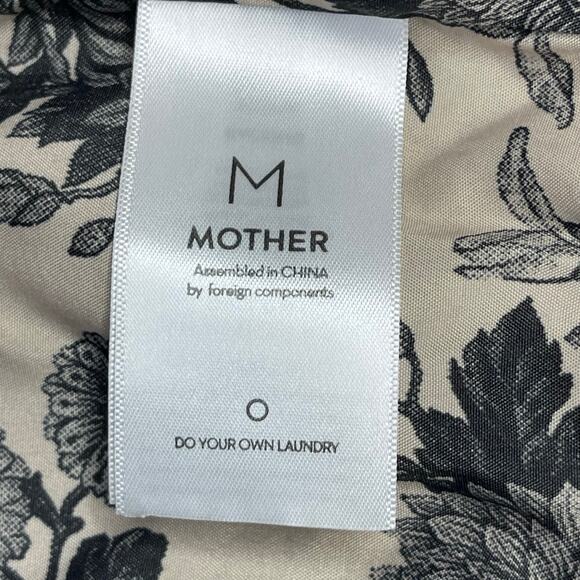 M
MOTHER
Assembled in CHINA
by foreign components
DO YOUR OWN LAUNDRY